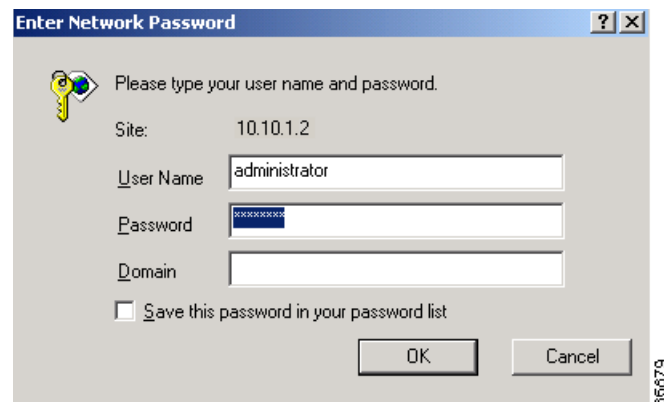 Enter Network Password
Please type your user name and password.
Site: 10.10.1.2
User Name administrator
Password ********
Domain
Save this password in your password list
OK Cancel